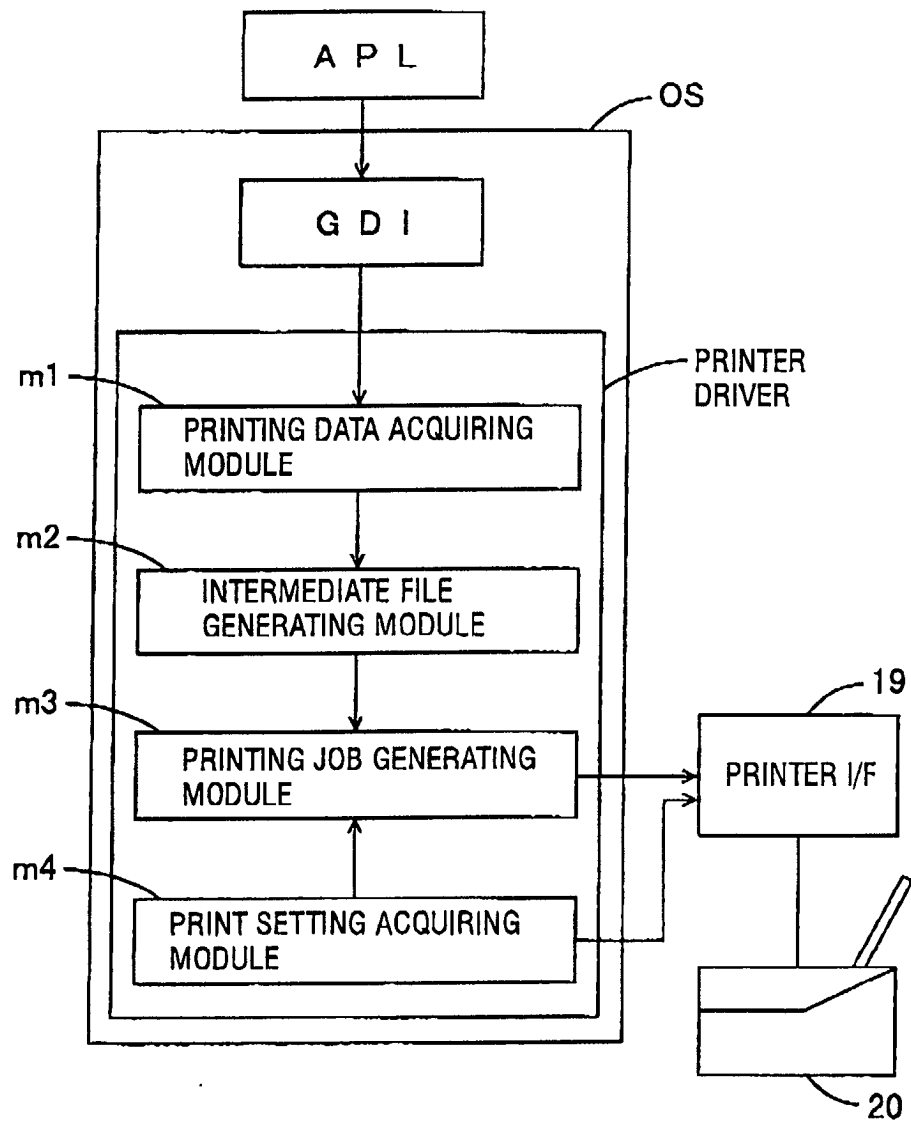 A P L
OS
G D I
PRINTER
DRIVER
m1
PRINTING DATA ACQUIRING
MODULE
m2
INTERMEDIATE FILE
GENERATING MODULE
m3
PRINTING JOB GENERATING
MODULE
19
PRINTER I/F
m4
PRINT SETTING ACQUIRING
MODULE
20